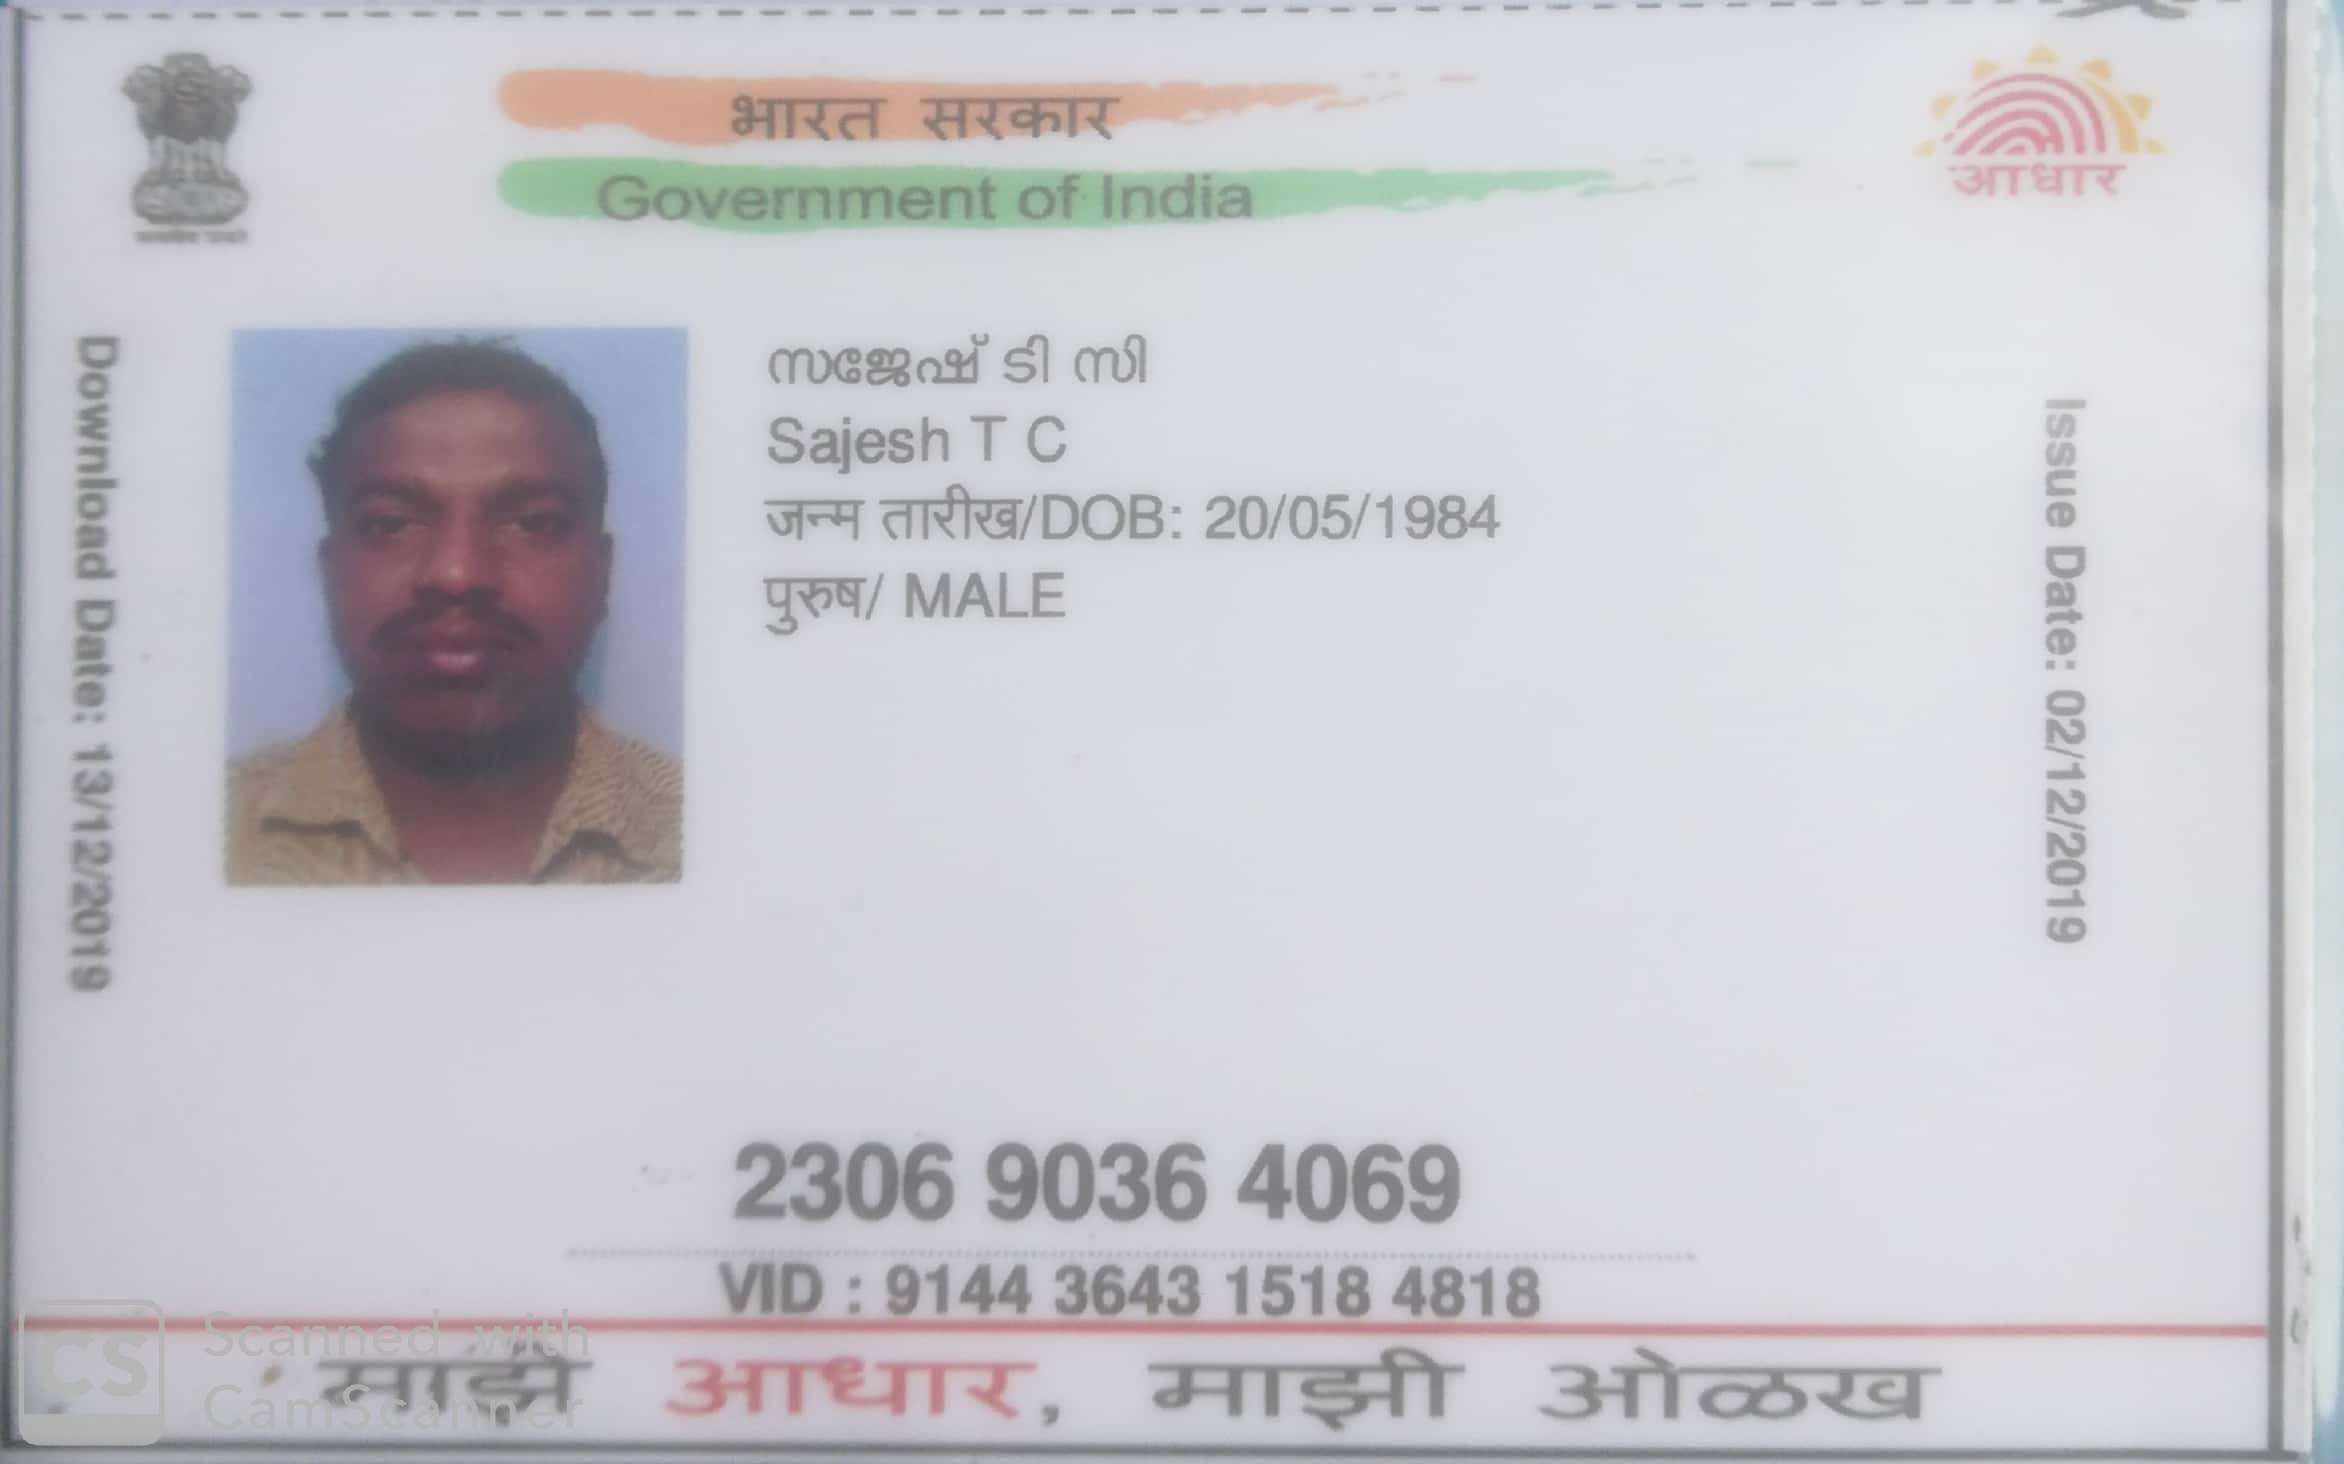 भारत सरकार
Government of India
आधार
Download Date: 13/12/2019
സജേഷ് ടി സി
Sajesh T C
जन्म तारीख/DOB: 20/05/1984
पुरुष/ MALE
Issue Date: 02/12/2019
2306 9036 4069
VID : 9144 3643 1518 4818
माझे आधार, माझी ओळख
CS Scanned with
CamScanner